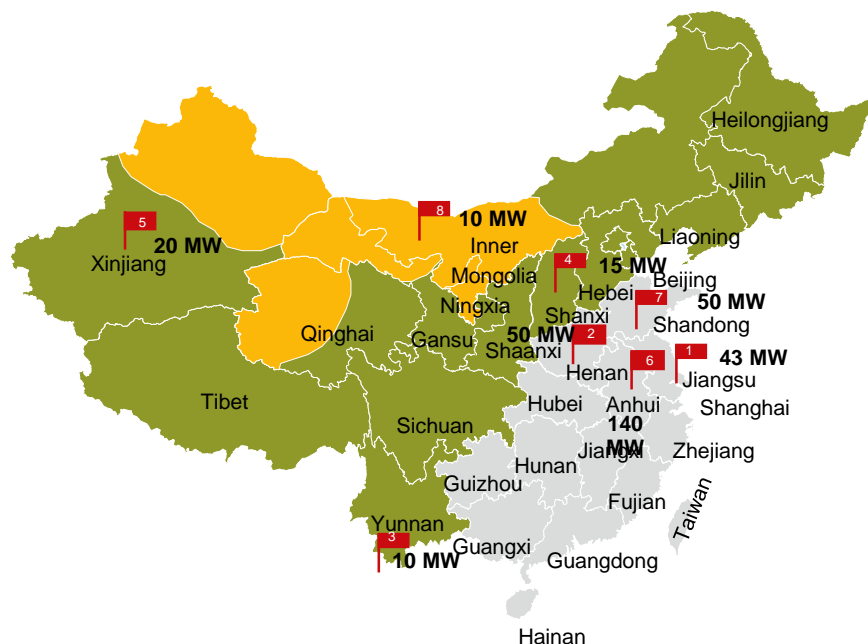 Heilongjiang
Jilin
5
8
10 MW
20 MW
Inner
Liaoning
Xinjiang
4
15 MW
Mongolia
Beijing
Hebei
7
50 MW
Ningxia
Shanxi
Shandong
Qinghai
Gansu
50 MW
2
Shaanxi
1
43 MW
6
Henan
Jiangsu
Tibet
Hubei
Anhui
Shanghai
Sichuan
140
MW
Jiangxi
Zhejiang
Hunan
Guizhou
Fujian
Taiwan
Yunnan
3
Guangxi
10 MW
Guangdong
Hainan